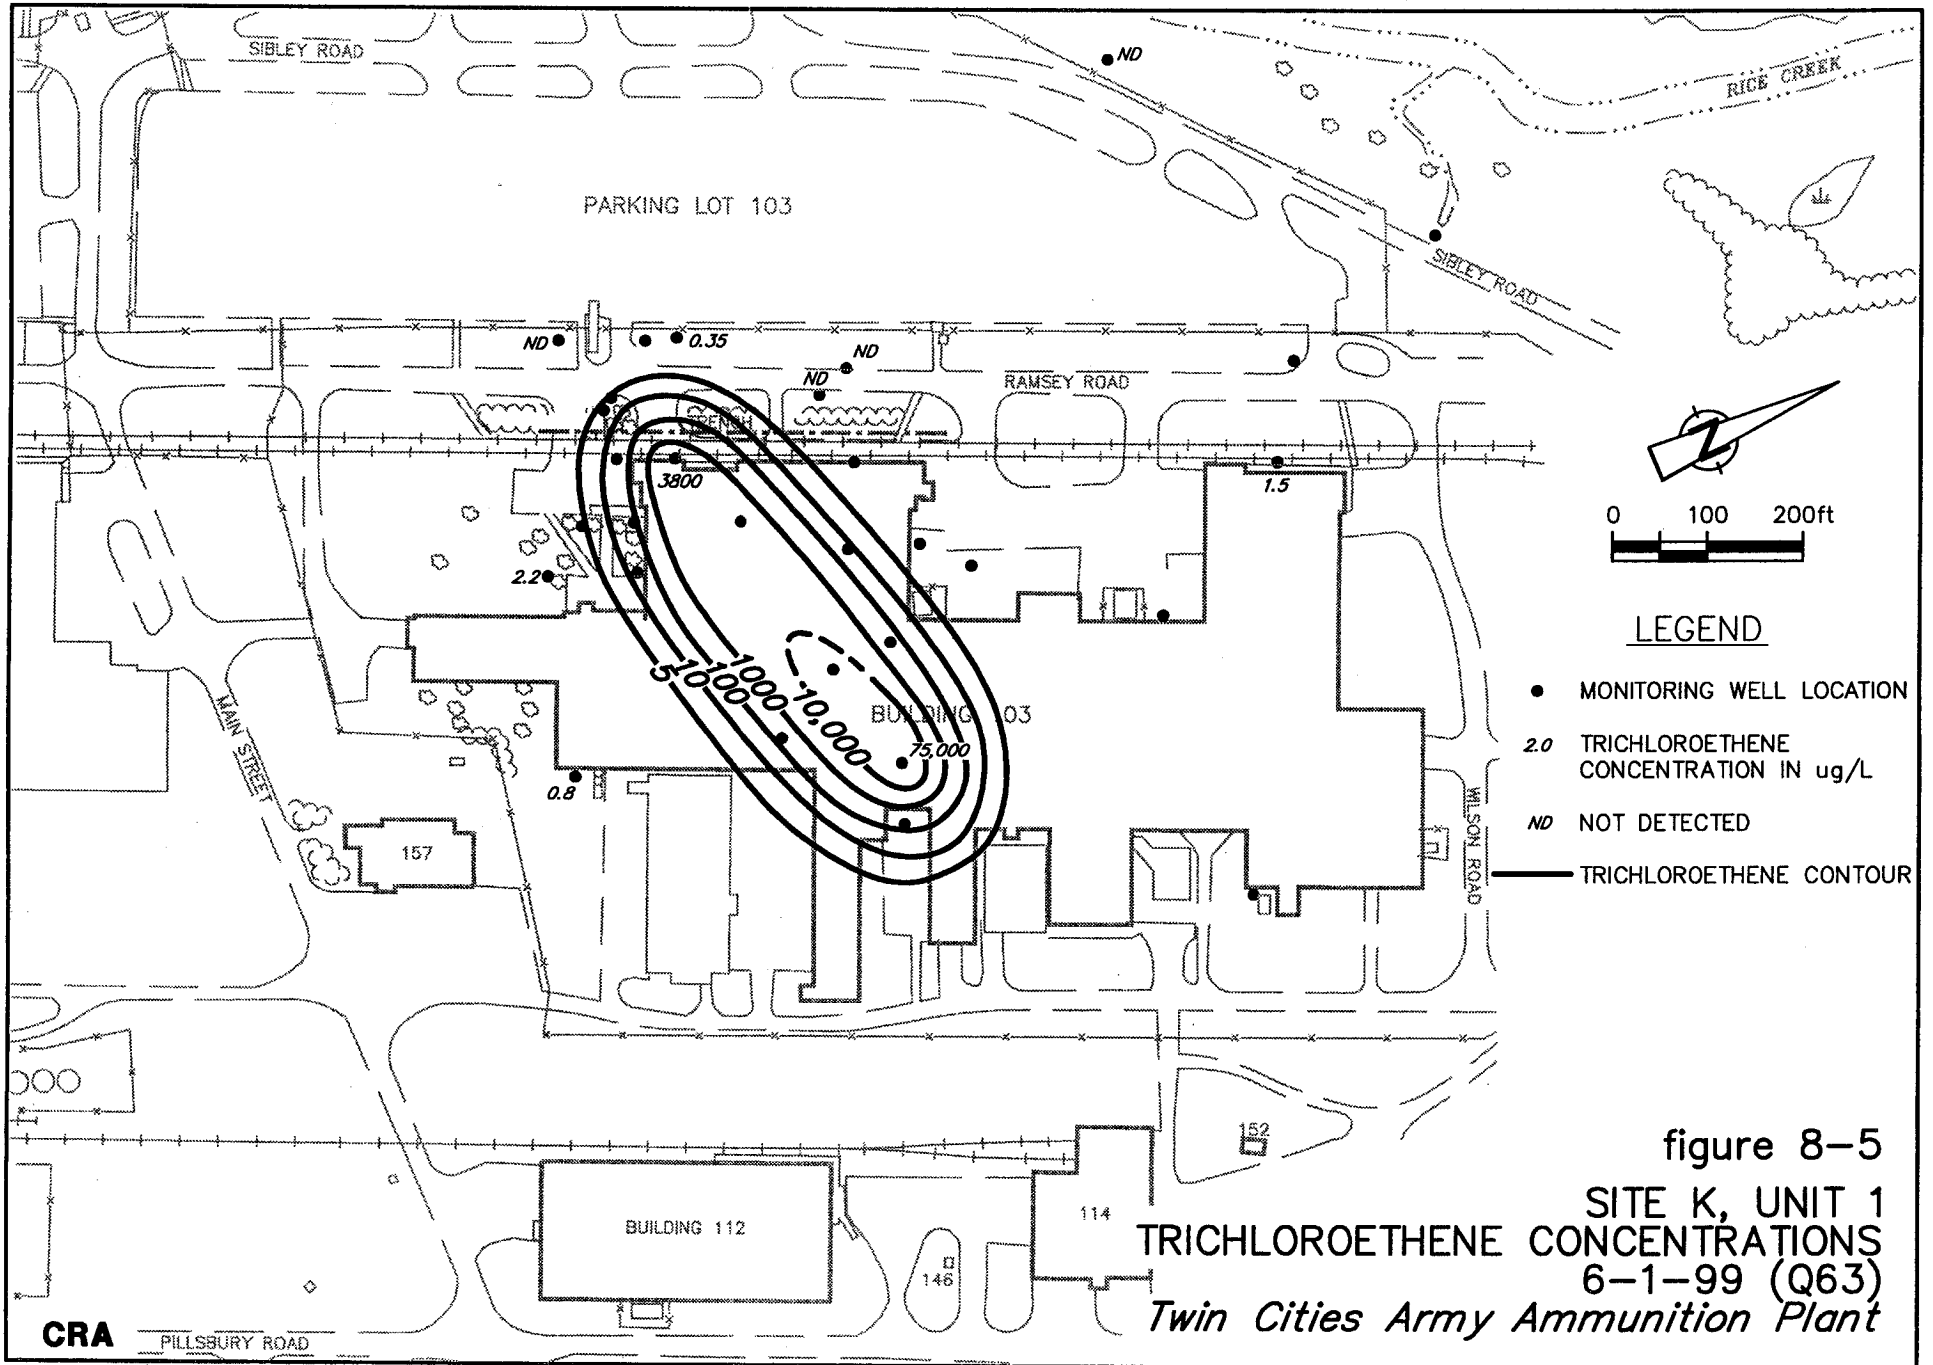 SIBLEY ROAD
ND
RICE CREEK
PARKING LOT 103
SIBLEY ROAD
ND
0.35
ND
ND
RAMSEY ROAD
TRENCH
3800
1.5
2.2
0 100 200ft
LEGEND
MONITORING WELL LOCATION
2.0 TRICHLOROETHENE
CONCENTRATION IN ug/L
ND NOT DETECTED
TRICHLOROETHENE CONTOUR
5
10
100
1000
10,000
BUILDING 103
75,000
MAIN STREET
0.8
WILSON ROAD
157
152
BUILDING 112
114
146
figure 8-5
SITE K, UNIT 1
TRICHLOROETHENE CONCENTRATIONS
6-1-99 (Q63)
Twin Cities Army Ammunition Plant
CRA
PILLSBURY ROAD
N